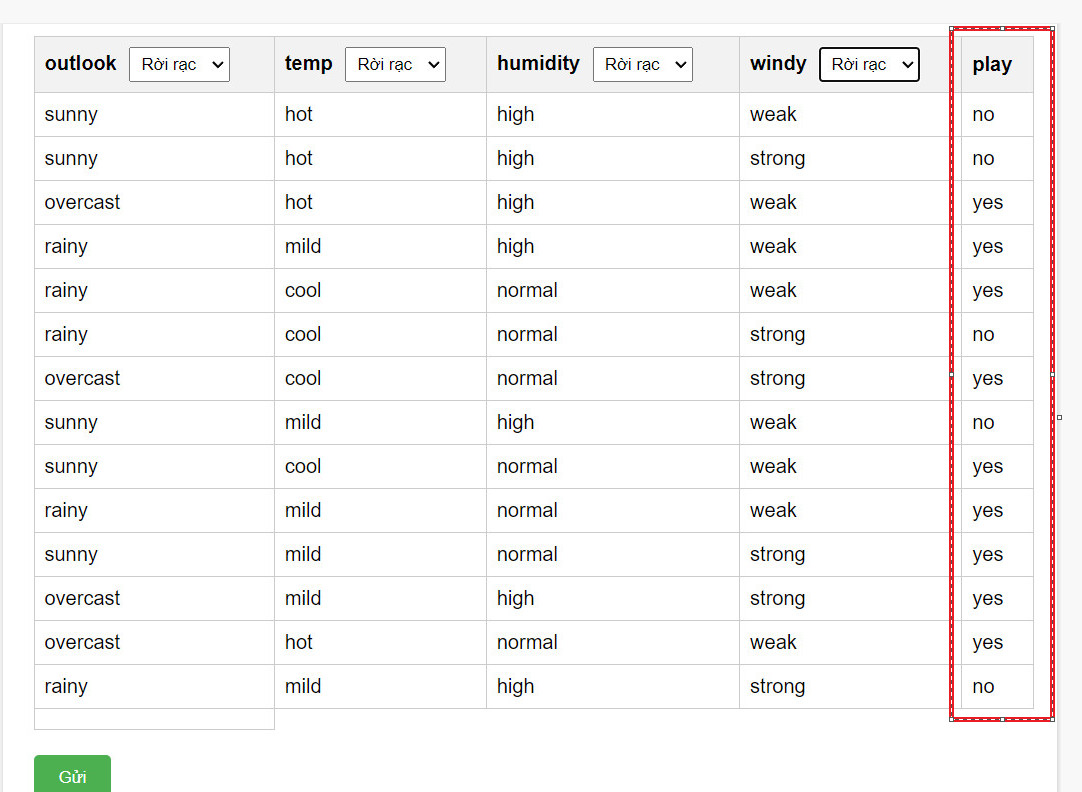 outlook Rời rạc temp Rời rạc humidity Rời rạc windy Rời rạc play
sunny hot high weak no
sunny hot high strong no
overcast hot high weak yes
rainy mild high weak yes
rainy cool normal weak yes
rainy cool normal strong no
overcast cool normal strong yes
sunny mild high weak no
sunny cool normal weak yes
rainy mild normal weak yes
sunny mild normal strong yes
overcast mild high strong yes
overcast hot normal weak yes
rainy mild high strong no
Gửi